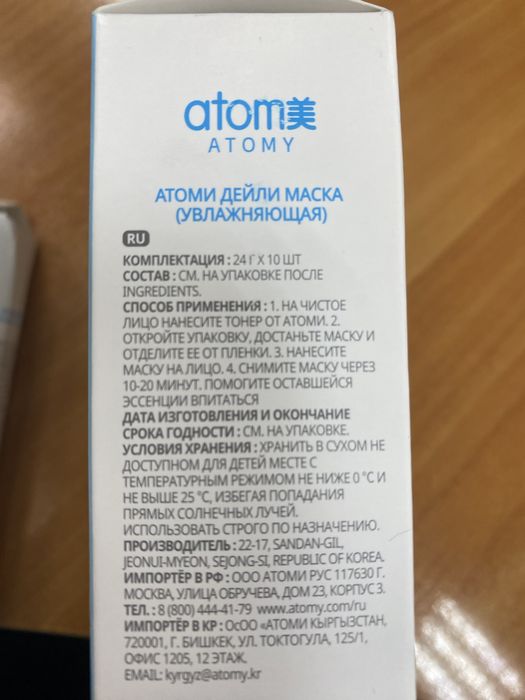 atom美
ATOMY
АТОМИ ДЕЙЛИ МАСКА
(УВЛАЖНЯЮЩАЯ)
RU
КОМПЛЕКТАЦИЯ : 24 Г X 10 ШТ
СОСТАВ : СМ. НА УПАКОВКЕ ПОСЛЕ
INGREDIENTS.
СПОСОБ ПРИМЕНЕНИЯ : 1. НА ЧИСТОЕ
ЛИЦО НАНЕСИТЕ ТОНЕР ОТ АТОМИ. 2.
ОТКРОЙТЕ УПАКОВКУ, ДОСТАНЬТЕ МАСКУ И
ОТДЕЛИТЕ ЕЕ ОТ ПЛЕНКИ. 3. НАНЕСИТЕ
МАСКУ НА ЛИЦО. 4. СНИМИТЕ МАСКУ ЧЕРЕЗ
10-20 МИНУТ. ПОМОГИТЕ ОСТАВШЕЙСЯ
ЭССЕНЦИИ ВПИТАТЬСЯ
ДАТА ИЗГОТОВЛЕНИЯ И ОКОНЧАНИЕ
СРОКА ГОДНОСТИ : СМ. НА УПАКОВКЕ.
УСЛОВИЯ ХРАНЕНИЯ : ХРАНИТЬ В СУХОМ НЕ
ДОСТУПНОМ ДЛЯ ДЕТЕЙ МЕСТЕ С
ТЕМПЕРАТУРНЫМ РЕЖИМОМ НЕ НИЖЕ 0 °C И
НЕ ВЫШЕ 25 °C, ИЗБЕГАЯ ПОПАДАНИЯ
ПРЯМЫХ СОЛНЕЧНЫХ ЛУЧЕЙ.
ИСПОЛЬЗОВАТЬ СТРОГО ПО НАЗНАЧЕНИЮ.
ПРОИЗВОДИТЕЛЬ : 22-17, SANDAN-GIL,
JEONUI-MYEON, SEJONG-SI, REPUBLIC OF KOREA.
ИМПОРТЁР В РФ : ООО АТОМИ РУС 117630 Г.
МОСКВА, УЛИЦА ОБРУЧЕВА, ДОМ 23, КОРПУС 3.
ТЕЛ. : 8 (800) 444-41-79 www.atomy.com/ru
ИМПОРТЁР В КР : ОсОО «АТОМИ КЫРГЫЗСТАН,
720001, Г. БИШКЕК, УЛ. ТОКТОГУЛА, 125/1,
ОФИС 1205, 12 ЭТАЖ.
EMAIL: kyrgyz@atomy.kr